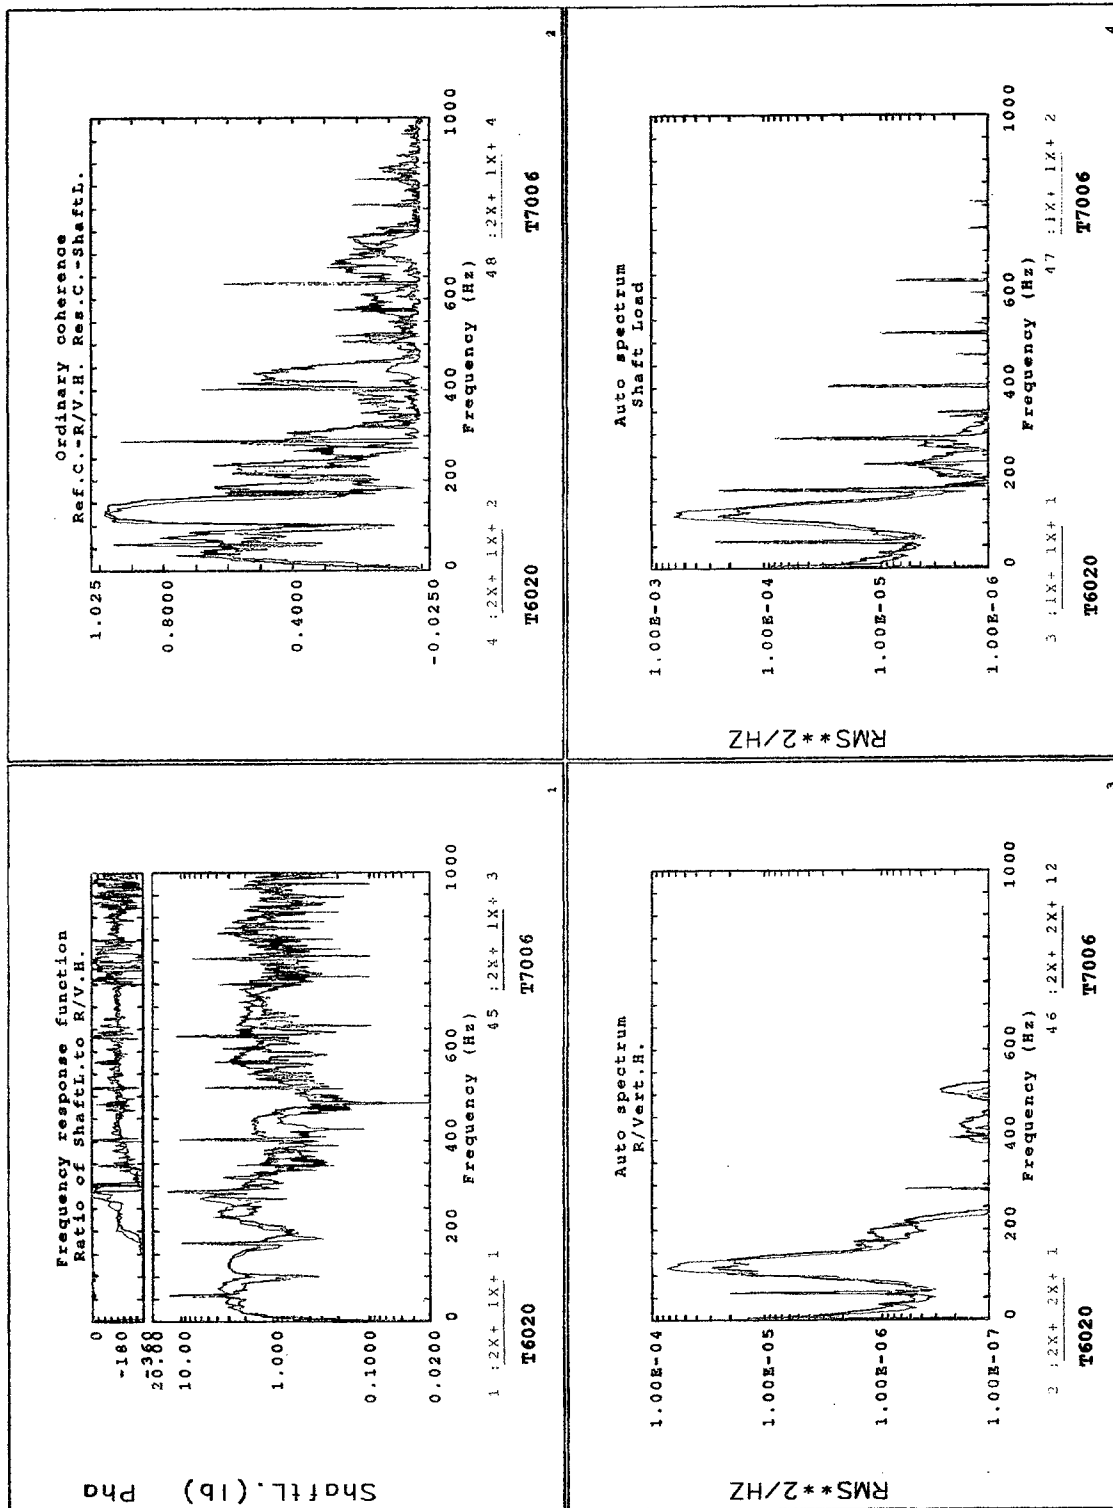 Frequency response function
Ratio of ShaftL.to R/V.H.
0
-180
-360
20.00
10.00
1.000
0.1000
0.0200
Pha
ShaftL.(lb)
0 200 400 600 1000
Frequency (Hz)
1 :2X+ 1X+ 1
45 :2X+ 1X+ 3
T6020 T7006
1
Ordinary coherence
Ref.C.-R/V.H. Res.C.-ShaftL.
1.025
0.8000
0.4000
-0.0250
0 200 400 600 1000
Frequency (Hz)
4 :2X+ 1X+ 2
48 :2X+ 1X+ 4
T6020 T7006
2
Auto spectrum
R/Vert.H.
1.00E-04
1.00E-05
1.00E-06
1.00E-07
RMS**2/HZ
0 200 400 600 1000
Frequency (Hz)
2 :2X+ 2X+ 1
46 :2X+ 2X+ 12
T6020 T7006
3
Auto spectrum
Shaft Load
1.00E-03
1.00E-04
1.00E-05
1.00E-06
RMS**2/HZ
0 200 400 600 1000
Frequency (Hz)
3 :1X+ 1X+ 1
47 :1X+ 1X+ 2
T6020 T7006
4